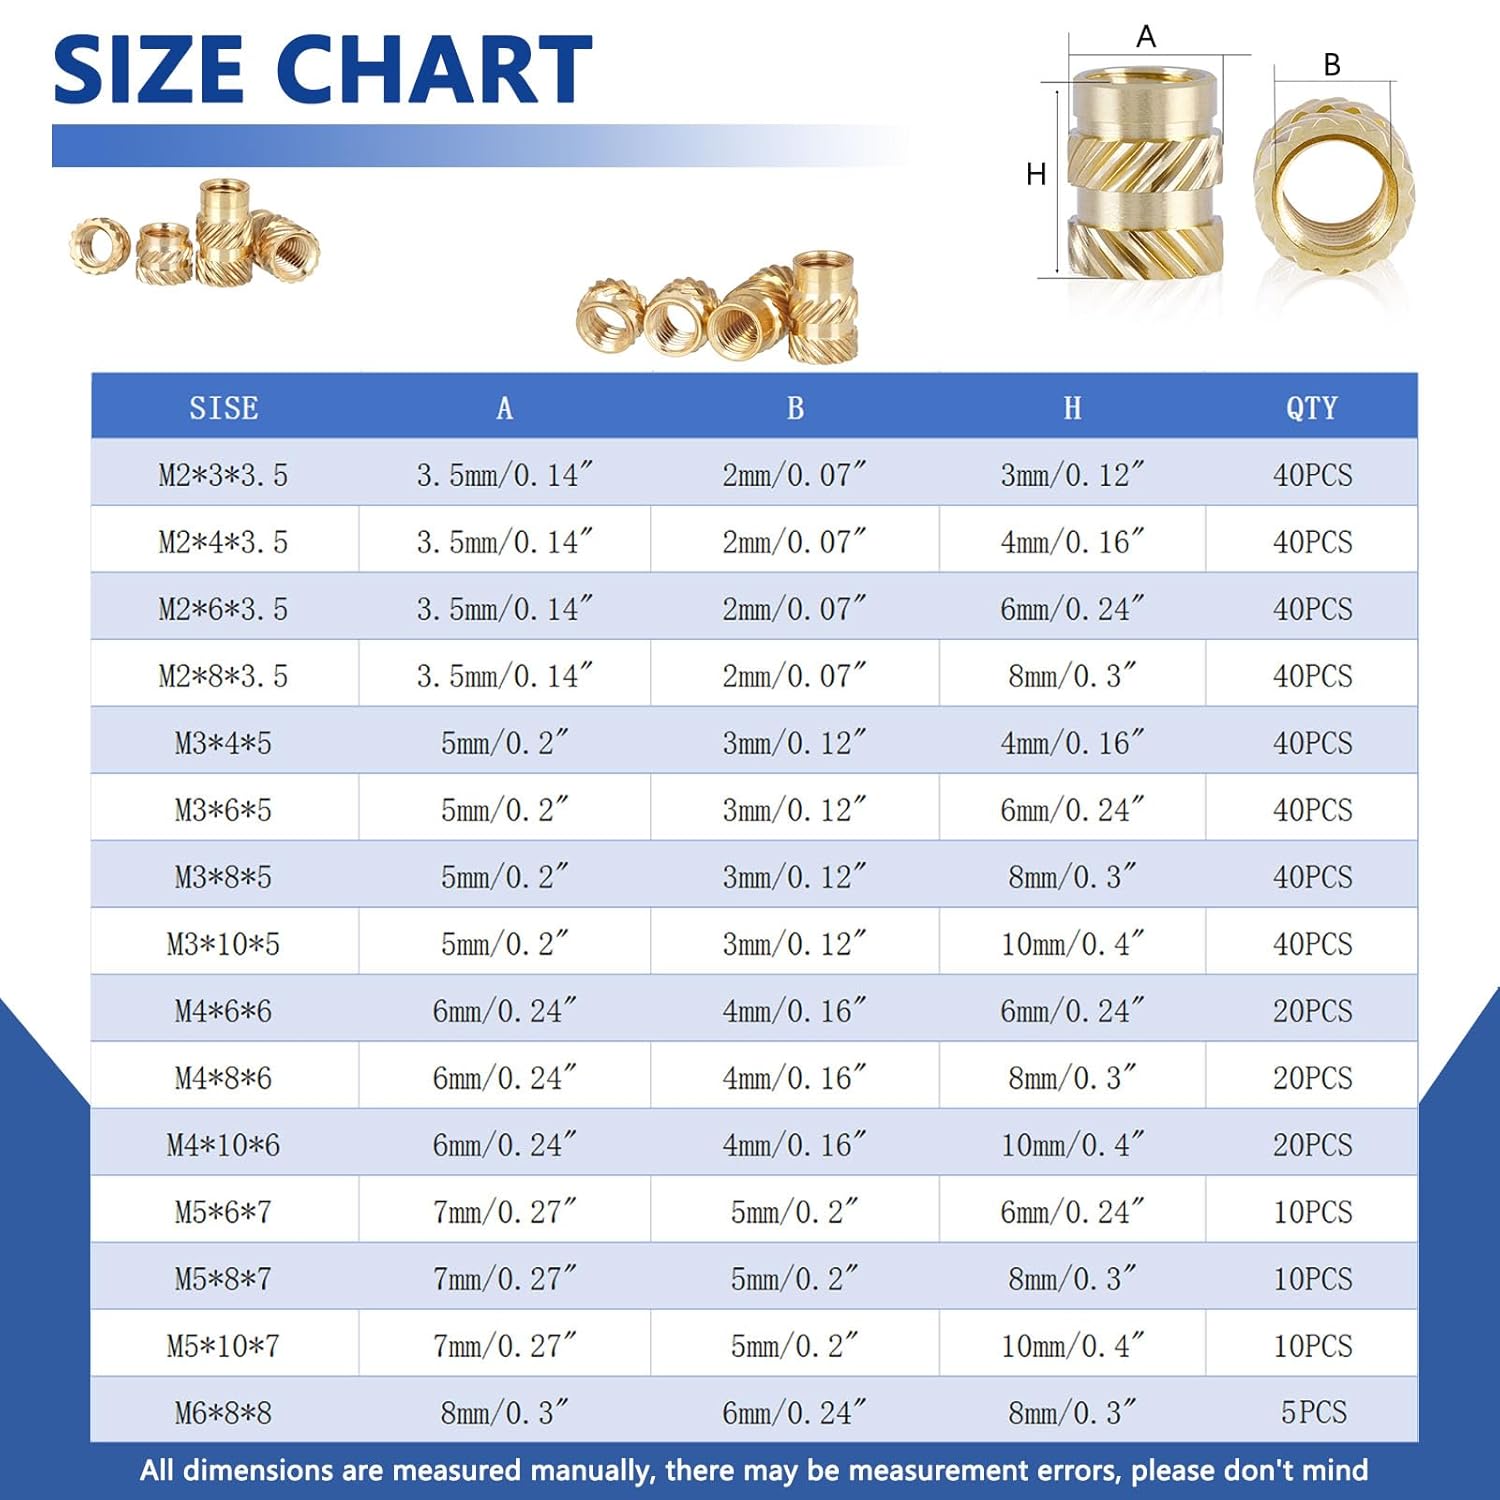 SIZE CHART
A
B
H
SISE A B H QTY
M2*3*3.5 3.5mm/0.14″ 2mm/0.07″ 3mm/0.12″ 40PCS
M2*4*3.5 3.5mm/0.14″ 2mm/0.07″ 4mm/0.16″ 40PCS
M2*6*3.5 3.5mm/0.14″ 2mm/0.07″ 6mm/0.24″ 40PCS
M2*8*3.5 3.5mm/0.14″ 2mm/0.07″ 8mm/0.3″ 40PCS
M3*4*5 5mm/0.2″ 3mm/0.12″ 4mm/0.16″ 40PCS
M3*6*5 5mm/0.2″ 3mm/0.12″ 6mm/0.24″ 40PCS
M3*8*5 5mm/0.2″ 3mm/0.12″ 8mm/0.3″ 40PCS
M3*10*5 5mm/0.2″ 3mm/0.12″ 10mm/0.4″ 40PCS
M4*6*6 6mm/0.24″ 4mm/0.16″ 6mm/0.24″ 20PCS
M4*8*6 6mm/0.24″ 4mm/0.16″ 8mm/0.3″ 20PCS
M4*10*6 6mm/0.24″ 4mm/0.16″ 10mm/0.4″ 20PCS
M5*6*7 7mm/0.27″ 5mm/0.2″ 6mm/0.24″ 10PCS
M5*8*7 7mm/0.27″ 5mm/0.2″ 8mm/0.3″ 10PCS
M5*10*7 7mm/0.27″ 5mm/0.2″ 10mm/0.4″ 10PCS
M6*8*8 8mm/0.3″ 6mm/0.24″ 8mm/0.3″ 5PCS
All dimensions are measured manually, there may be measurement errors, please don't mind